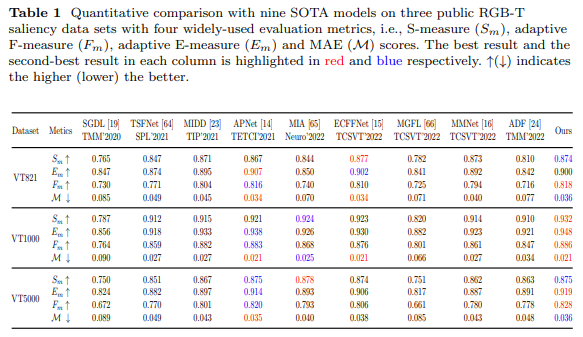 Table 1 Quantitative comparison with nine SOTA models on three public RGB-T
saliency data sets with four widely-used evaluation metrics, i.e., S-measure (Sm), adaptive
F-measure (Fm), adaptive E-measure (Em) and MAE (M) scores. The best result and the
second-best result in each column is highlighted in red and blue respectively. ↑(↓) indicates
the higher (lower) the better.
Dataset Metics SGDL [19] TMM'2020 TSFNet [64] SPL'2021 MIDD [23] TIP'2021 APNet [14] TETCI'2021 MIA [65] Neuro'2022 ECFFNet [15] TCSVT'2022 MGFL [66] TCSVT'2022 MMNet [16] TCSVT'2022 ADF [24] TMM'2022 Ours
VT821
Sm ↑ 0.765 0.847 0.871 0.867 0.844 0.877 0.782 0.873 0.810 0.874
Em ↑ 0.847 0.874 0.895 0.907 0.850 0.902 0.841 0.892 0.842 0.900
Fm ↑ 0.730 0.771 0.804 0.816 0.740 0.810 0.725 0.794 0.716 0.818
M ↓ 0.085 0.049 0.045 0.034 0.070 0.034 0.071 0.040 0.077 0.036
VT1000
Sm ↑ 0.787 0.912 0.915 0.921 0.924 0.923 0.820 0.914 0.910 0.932
Em ↑ 0.856 0.918 0.933 0.938 0.926 0.930 0.882 0.923 0.921 0.948
Fm ↑ 0.764 0.859 0.882 0.883 0.868 0.876 0.801 0.861 0.847 0.886
M ↓ 0.090 0.027 0.027 0.021 0.025 0.021 0.066 0.027 0.034 0.021
VT5000
Sm ↑ 0.750 0.851 0.867 0.875 0.878 0.874 0.751 0.862 0.863 0.875
Em ↑ 0.824 0.882 0.897 0.914 0.893 0.906 0.817 0.887 0.891 0.919
Fm ↑ 0.672 0.770 0.801 0.820 0.793 0.806 0.661 0.780 0.778 0.828
M ↓ 0.089 0.049 0.043 0.035 0.040 0.038 0.085 0.043 0.048 0.036